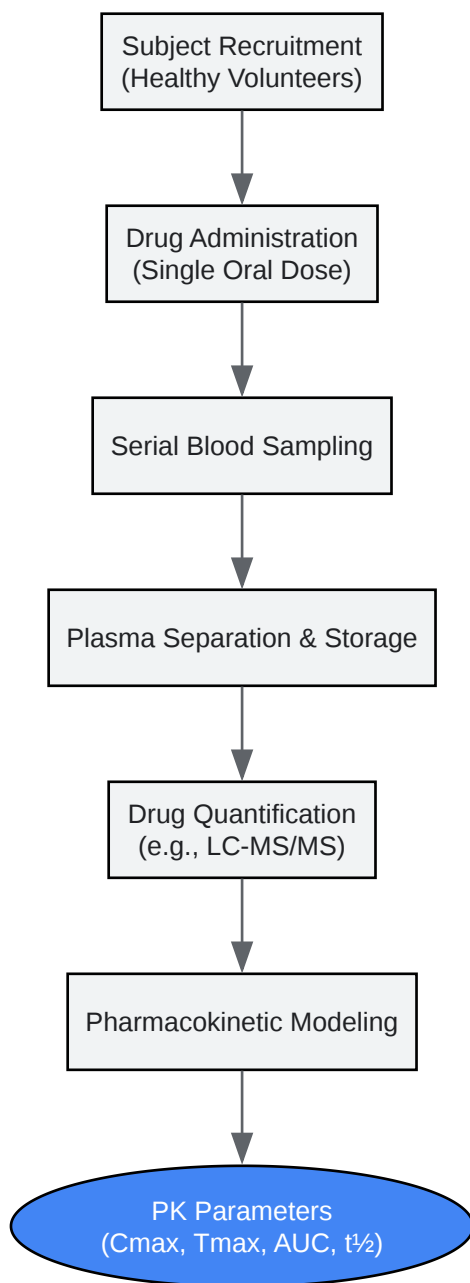 Subject Recruitment
(Healthy Volunteers)
Drug Administration
(Single Oral Dose)
Serial Blood Sampling
Plasma Separation & Storage
Drug Quantification
(e.g., LC-MS/MS)
Pharmacokinetic Modeling
PK Parameters
(Cmax, Tmax, AUC, t½)